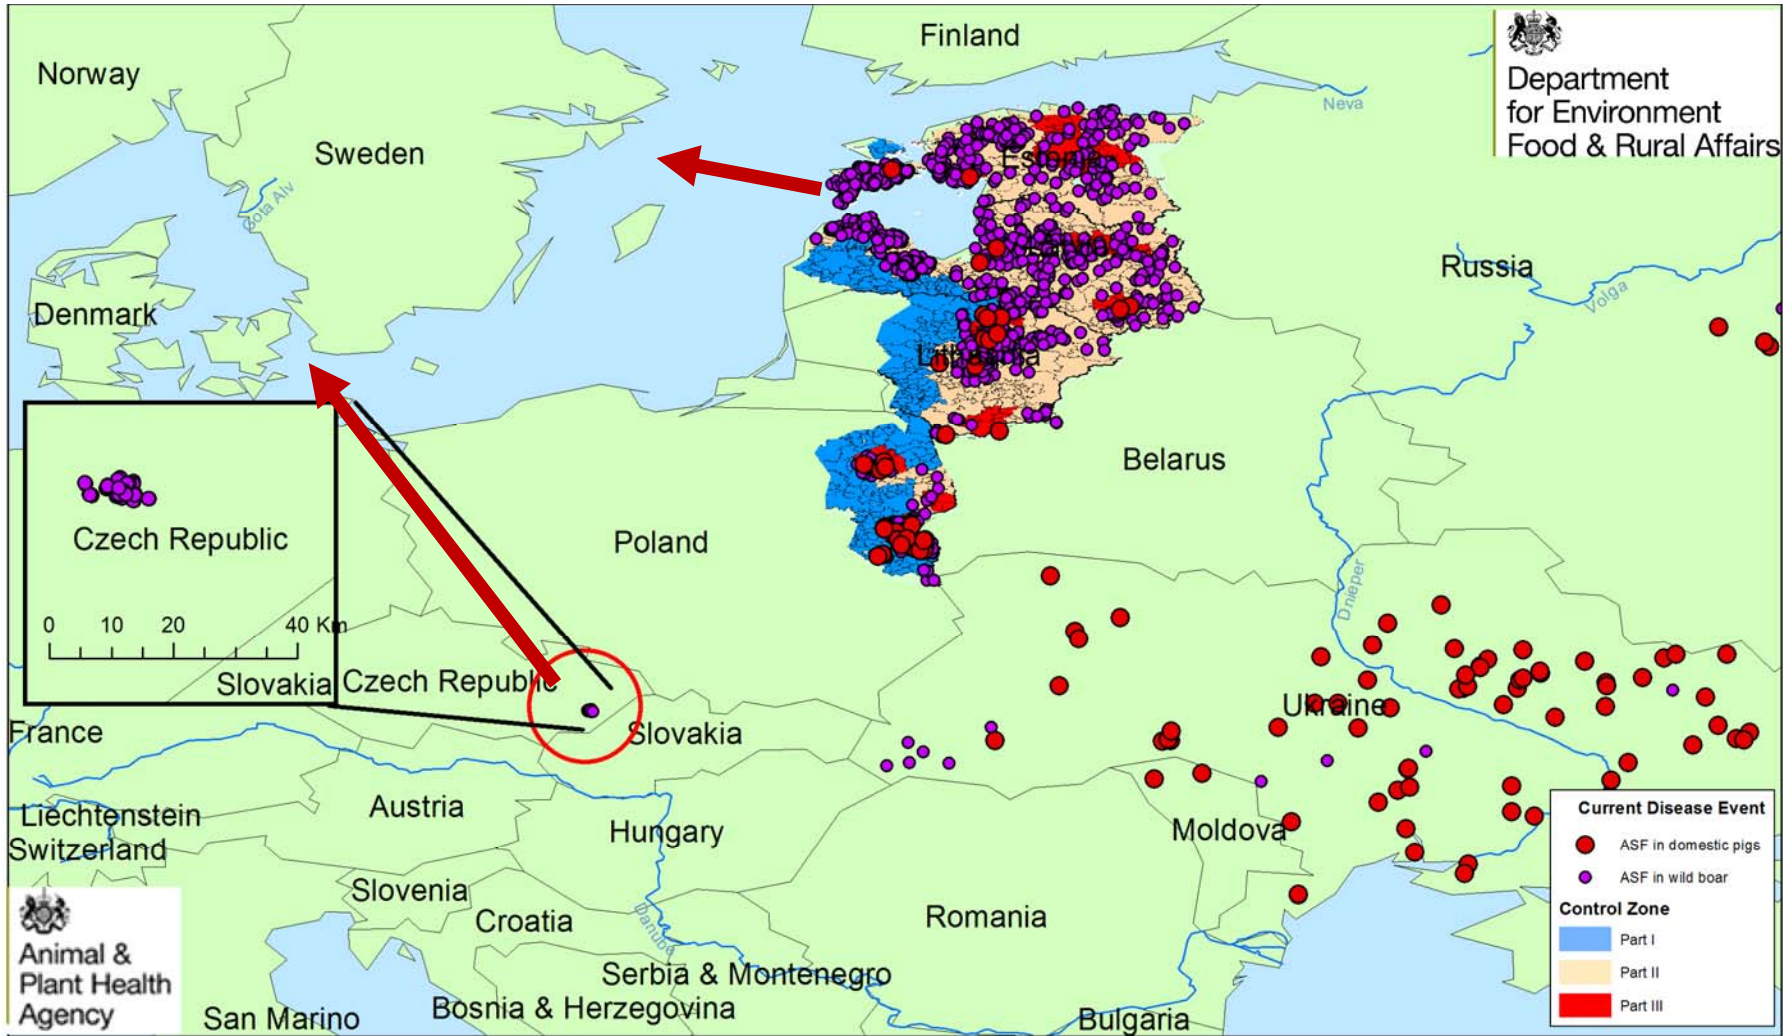 Finland
Norway
Department
for Environment
Food & Rural Affairs
Neva
Sweden
Estonia
Gota Alv
Latvia
Russia
Volga
Denmark
Lithuania
Belarus
Czech Republic
Poland
Dnieper
0 10 20 40 Km
Slovakia
Czech Republic
Ukraine
France
Slovakia
Liechtenstein
Austria
Switzerland
Hungary
Moldova
Current Disease Event
ASF in domestic pigs
ASF in wild boar
Control Zone
Part I
Part II
Part III
Slovenia
Croatia
Danube
Romania
Animal &
Plant Health
Agency
Serbia & Montenegro
Bosnia & Herzegovina
San Marino
Bulgaria